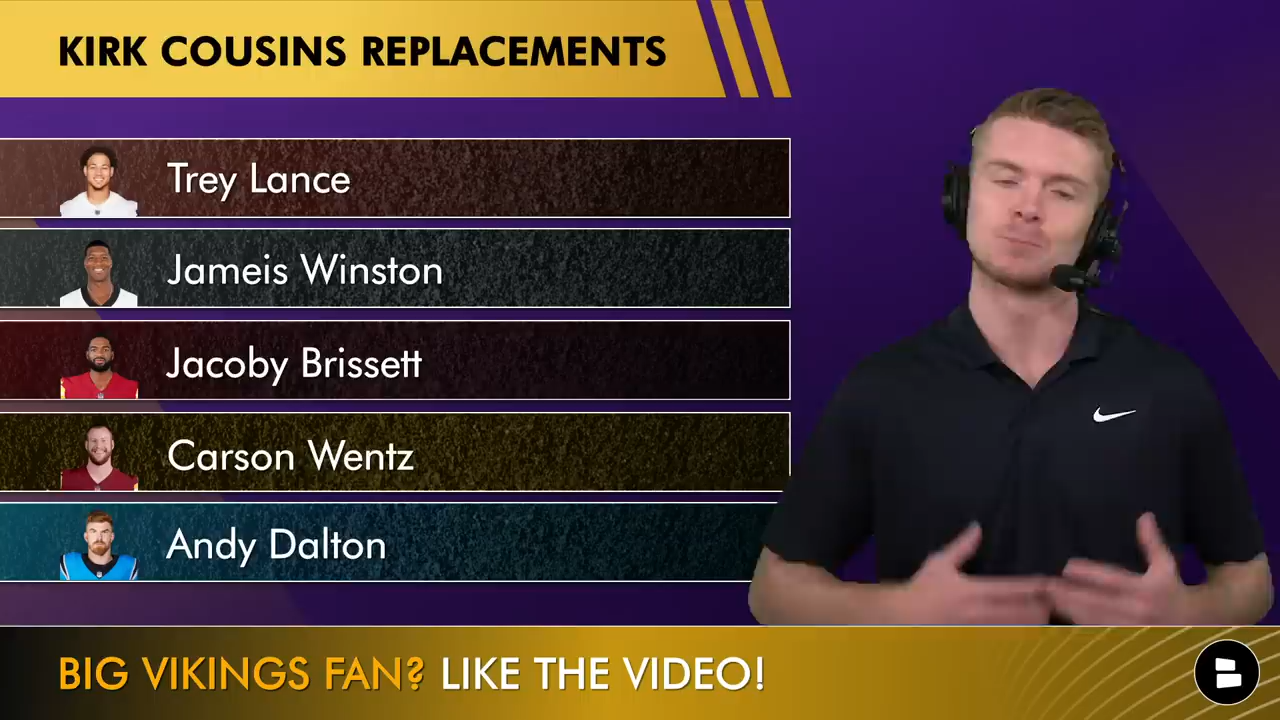 KIRK COUSINS REPLACEMENTS
Trey Lance
Jameis Winston
Jacoby Brissett
Carson Wentz
Andy Dalton
BIG VIKINGS FAN? LIKE THE VIDEO!